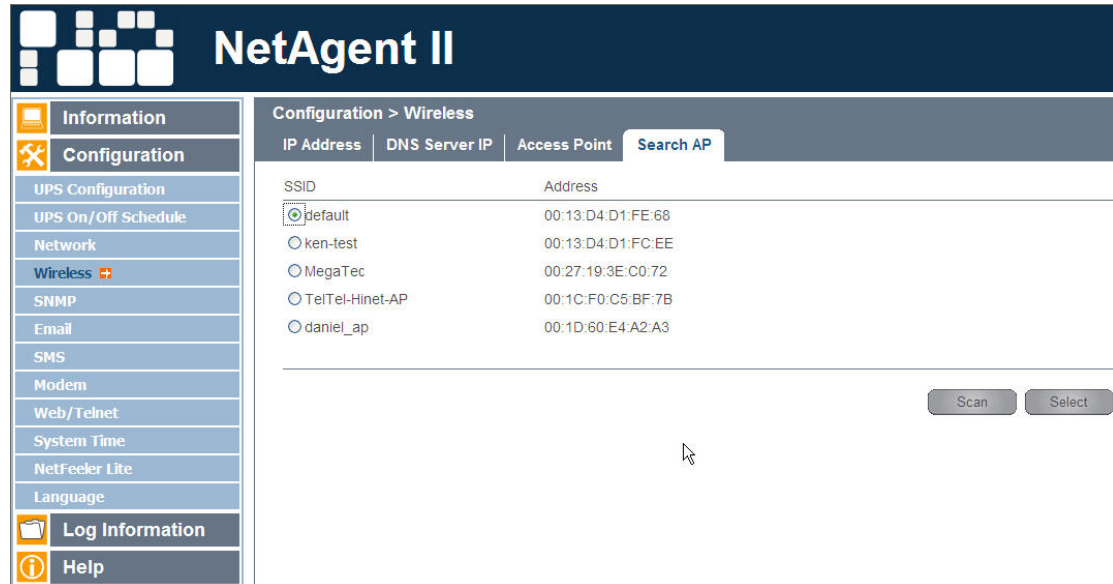 NetAgent II
Information
Configuration
UPS Configuration
UPS On/Off Schedule
Network
Wireless
SNMP
Email
SMS
Modem
Web/Telnet
System Time
NetFeeler Lite
Language
Log Information
Help
Configuration > Wireless
IP Address DNS Server IP Access Point Search AP
SSID Address
default 00:13:D4:D1:FE:68
ken-test 00:13:D4:D1:FC:EE
MegaTec 00:27:19:3E:C0:72
TelTel-Hinet-AP 00:1C:F0:C5:BF:7B
daniel_ap 00:1D:60:E4:A2:A3
Scan Select